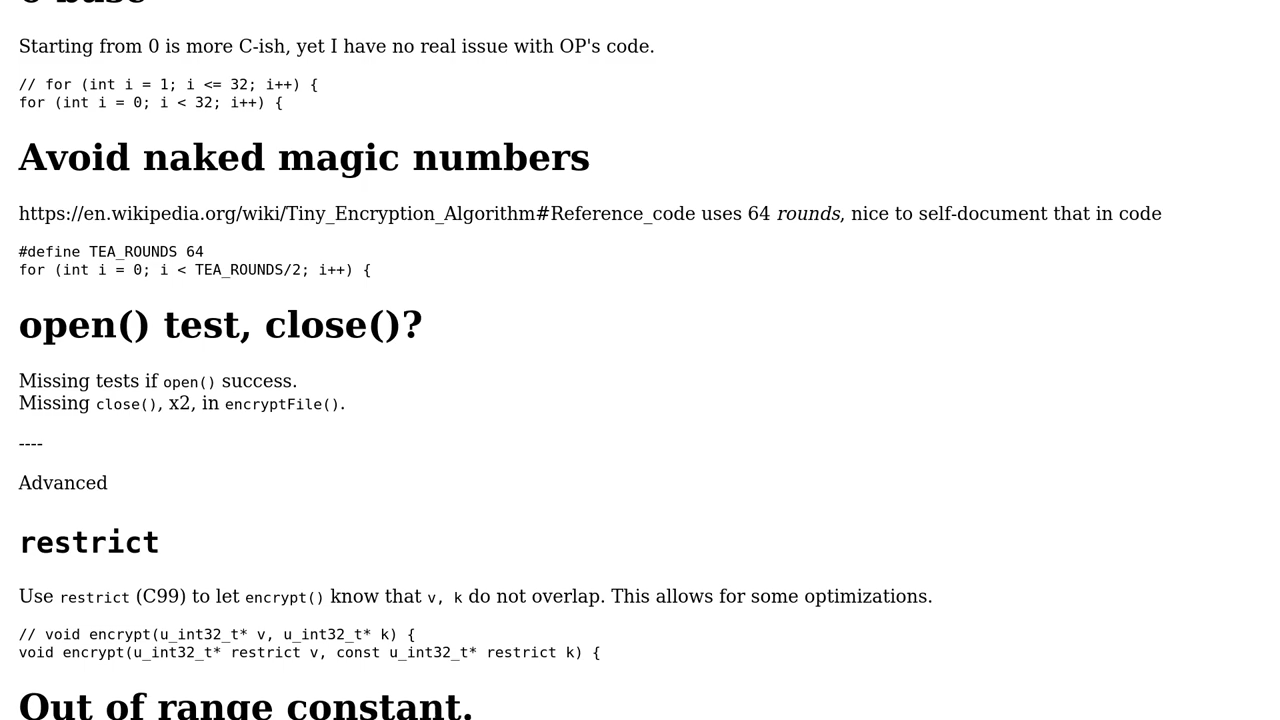 0 base
Starting from 0 is more C-ish, yet I have no real issue with OP's code.
// for (int i = 1; i <= 32; i++) {
for (int i = 0; i < 32; i++) {
Avoid naked magic numbers
https://en.wikipedia.org/wiki/Tiny_Encryption_Algorithm#Reference_code uses 64 rounds, nice to self-document that in code
#define TEA_ROUNDS 64
for (int i = 0; i < TEA_ROUNDS/2; i++) {
open() test, close()?
Missing tests if open() success.
Missing close(), x2, in encryptFile().
----
Advanced
restrict
Use restrict (C99) to let encrypt() know that v, k do not overlap. This allows for some optimizations.
// void encrypt(u_int32_t* v, u_int32_t* k) {
void encrypt(u_int32_t* restrict v, const u_int32_t* restrict k) {
Out of range constant.